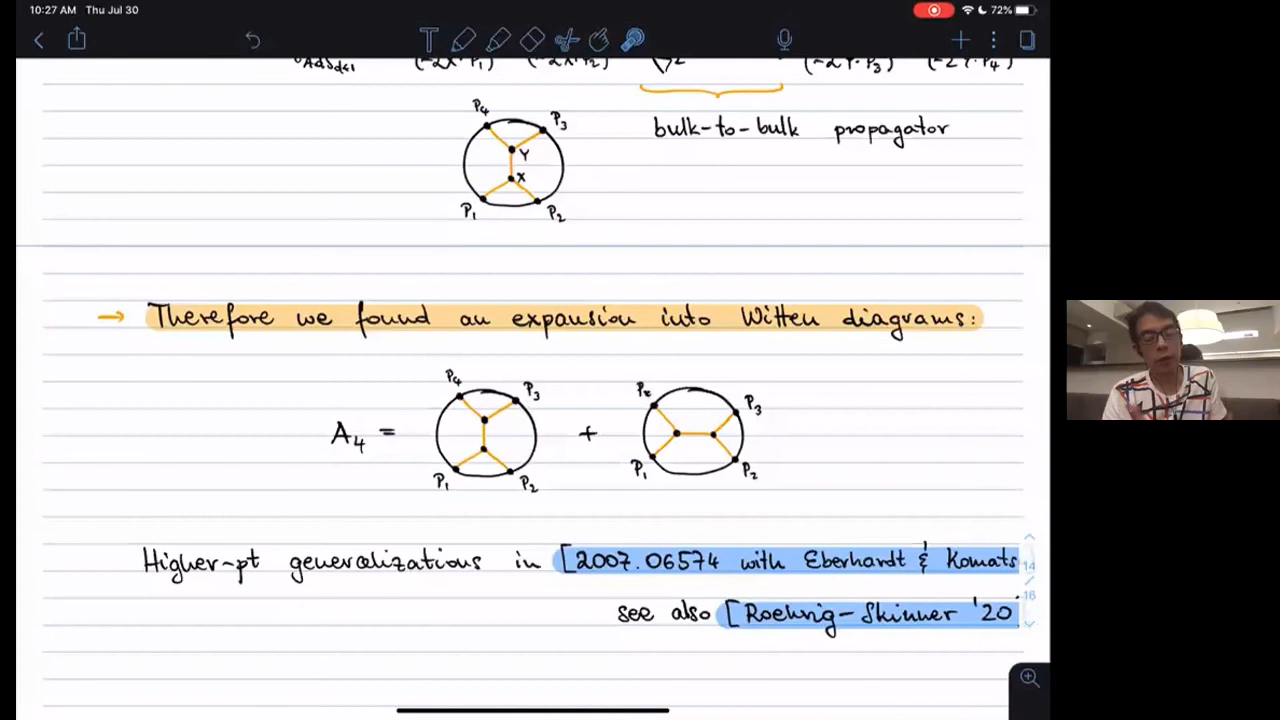 10:27 AM Thu Jul 30
72%
T
P4 P3
bulk-to-bulk propagator
Y
X
P1 P2
→ Therefore we found an expansion into Witten diagrams:
P4 P3 P3
A4 = +
P1 P2 P1 P2
Higher-pt generalizations in [2007.06574 with Eberhardt & Komats
14
16
see also [Roehrig-Skinner '20